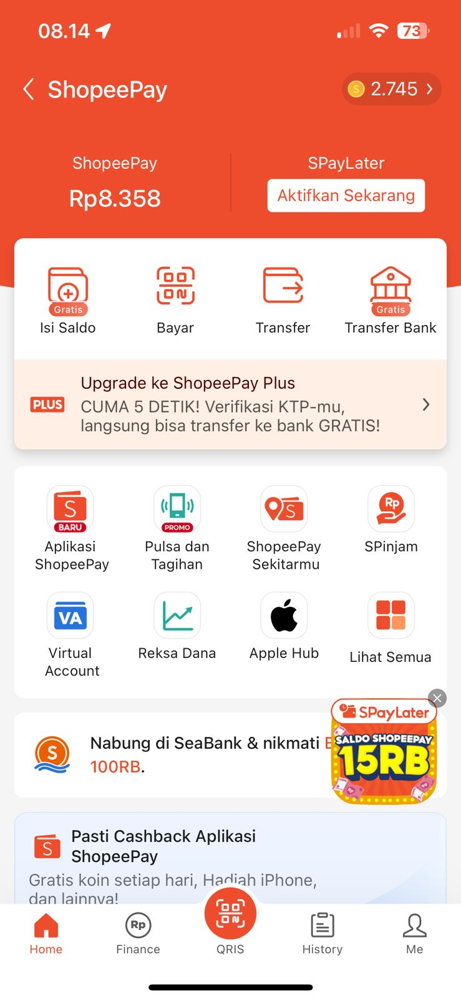 08.14
73
ShopeePay
S 2.745
ShopeePay
SPayLater
Rp8.358
Aktifkan Sekarang
Gratis
Gratis
Isi Saldo
Bayar
Transfer
Transfer Bank
PLUS
Upgrade ke ShopeePay Plus
CUMA 5 DETIK! Verifikasi KTP-mu,
langsung bisa transfer ke bank GRATIS!
S
BARU
PROMO
S
Rp
Aplikasi
ShopeePay
Pulsa dan
Tagihan
ShopeePay
Sekitarmu
SPinjam
VA
Virtual
Account
Reksa Dana
Apple Hub
Lihat Semua
SPayLater
SALDO SHOPEEPAY
15RB
Rp
Rp
S
Nabung di SeaBank & nikmati
100RB.
S
Pasti Cashback Aplikasi
ShopeePay
Gratis koin setiap hari, Hadiah iPhone,
dan lainnya!
Rp
Home
Finance
QRIS
History
Me